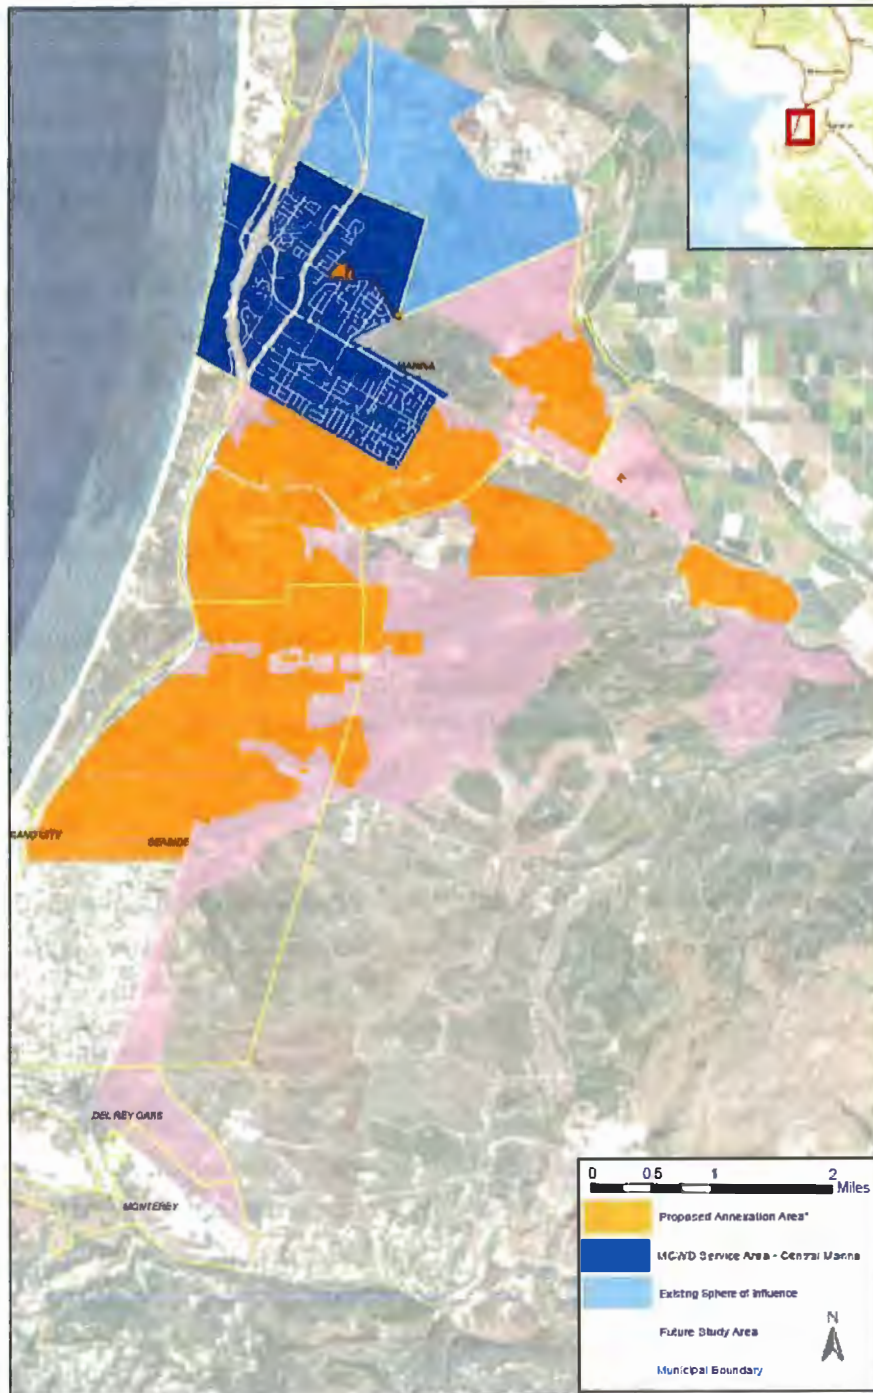 MARINA
SAND CITY
SEASIDE
DEL REY OAKS
MONTEREY
0 0.5 1 2
Miles
Proposed Annexation Area*
MCWD Service Area - Central Marina
Existing Sphere of Influence
Future Study Area
Municipal Boundary
N